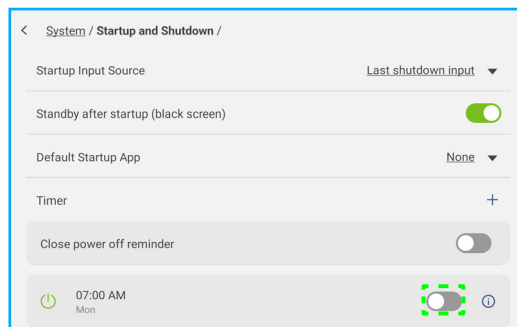 System / Startup and Shutdown /
Startup Input Source Last shutdown input
Standby after startup (black screen)
Default Startup App None
Timer
Close power off reminder
07:00 AM
Mon